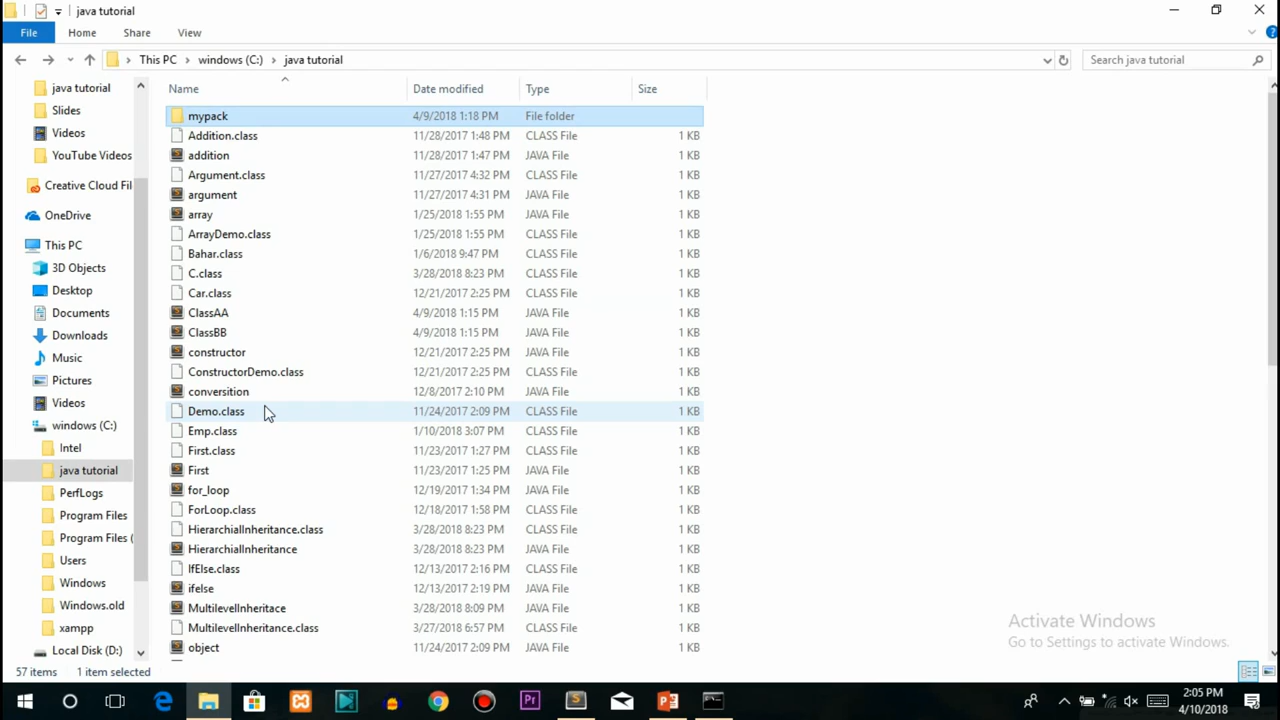 java tutorial
File Home Share View
This PC windows (C:) java tutorial Search java tutorial
Name Date modified Type Size
java tutorial
Slides
Videos
YouTube Videos
Creative Cloud Fil
OneDrive
This PC
3D Objects
Desktop
Documents
Downloads
Music
Pictures
Videos
windows (C:)
Intel
java tutorial
PerfLogs
Program Files
Program Files (
Users
Windows
Windows.old
xampp
Local Disk (D:)
mypack 4/9/2018 1:18 PM File folder
Addition.class 11/28/2017 1:48 PM CLASS File 1 KB
addition 11/28/2017 1:47 PM JAVA File 1 KB
Argument.class 11/27/2017 4:32 PM CLASS File 1 KB
argument 11/27/2017 4:31 PM JAVA File 1 KB
array 1/25/2018 1:55 PM JAVA File 1 KB
ArrayDemo.class 1/25/2018 1:55 PM CLASS File 1 KB
Bahar.class 1/6/2018 9:47 PM CLASS File 1 KB
C.class 3/28/2018 8:23 PM CLASS File 1 KB
Car.class 12/21/2017 2:25 PM CLASS File 1 KB
ClassAA 4/9/2018 1:15 PM JAVA File 1 KB
ClassBB 4/9/2018 1:15 PM JAVA File 1 KB
constructor 12/21/2017 2:25 PM JAVA File 1 KB
ConstructorDemo.class 12/21/2017 2:25 PM CLASS File 1 KB
conversition 12/8/2017 2:10 PM JAVA File 1 KB
Demo.class 11/24/2017 2:09 PM CLASS File 1 KB
Emp.class 1/10/2018 3:07 PM CLASS File 1 KB
First.class 11/23/2017 1:27 PM CLASS File 1 KB
First 11/23/2017 1:25 PM JAVA File 1 KB
for_loop 12/19/2017 1:34 PM JAVA File 1 KB
ForLoop.class 12/18/2017 1:58 PM CLASS File 1 KB
HierarchialInheritance.class 3/28/2018 8:23 PM CLASS File 1 KB
HierarchialInheritance 3/28/2018 8:23 PM JAVA File 1 KB
IfElse.class 12/13/2017 2:19 PM CLASS File 1 KB
ifelse 12/13/2017 2:16 PM JAVA File 1 KB
MultilevelInheritace 3/28/2018 8:09 PM JAVA File 1 KB
MultilevelInheritance.class 3/27/2018 6:57 PM CLASS File 1 KB
object 11/24/2017 2:09 PM JAVA File 1 KB
Activate Windows
Go to Settings to activate Windows.
57 items 1 item selected
2:05 PM
4/10/2018